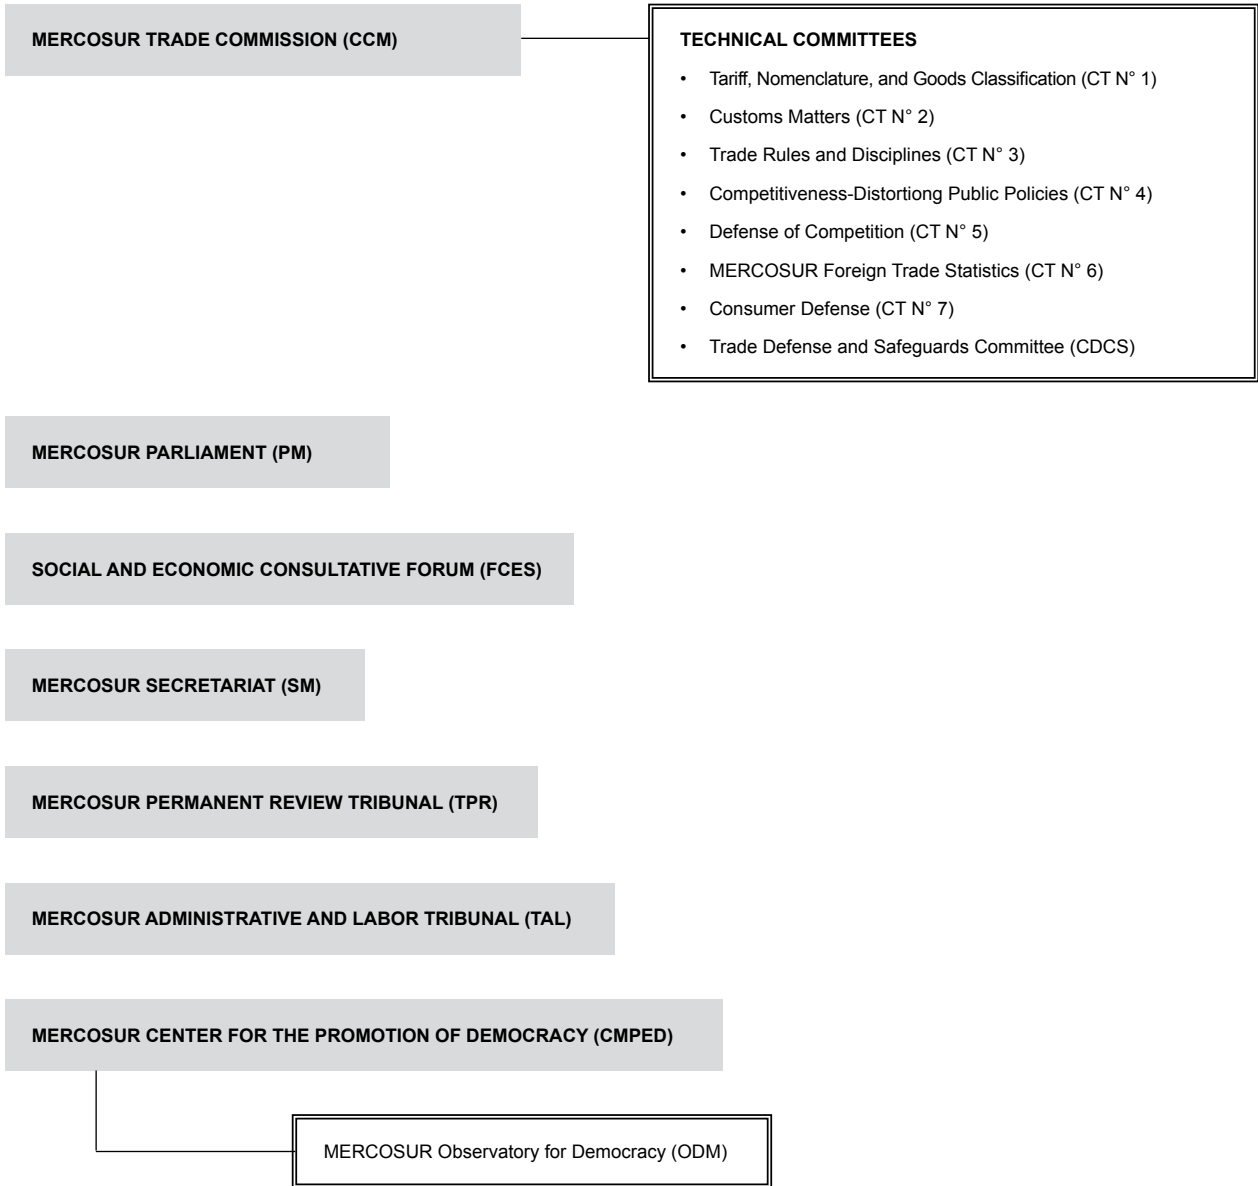 MERCOSUR TRADE COMMISSION (CCM)
TECHNICAL COMMITTEES
• Tariff, Nomenclature, and Goods Classification (CT N° 1)
• Customs Matters (CT N° 2)
• Trade Rules and Disciplines (CT N° 3)
• Competitiveness-Distortiong Public Policies (CT N° 4)
• Defense of Competition (CT N° 5)
• MERCOSUR Foreign Trade Statistics (CT N° 6)
• Consumer Defense (CT N° 7)
• Trade Defense and Safeguards Committee (CDCS)
MERCOSUR PARLIAMENT (PM)
SOCIAL AND ECONOMIC CONSULTATIVE FORUM (FCES)
MERCOSUR SECRETARIAT (SM)
MERCOSUR PERMANENT REVIEW TRIBUNAL (TPR)
MERCOSUR ADMINISTRATIVE AND LABOR TRIBUNAL (TAL)
MERCOSUR CENTER FOR THE PROMOTION OF DEMOCRACY (CMPED)
MERCOSUR Observatory for Democracy (ODM)